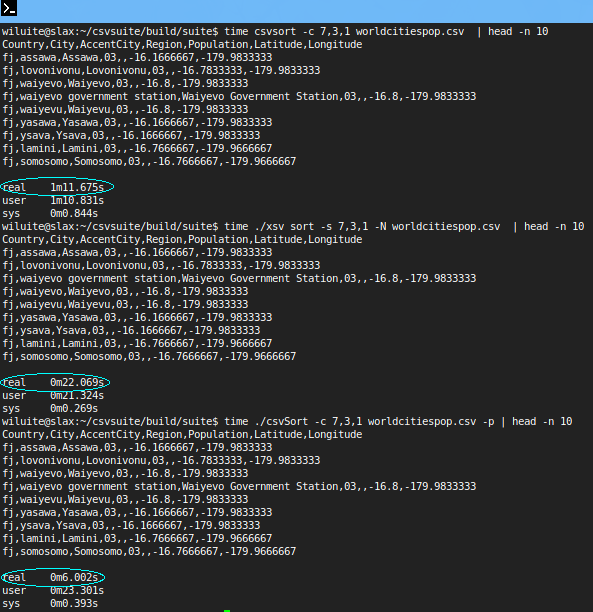 >_
wiluite@slax:~/csvsuite/build/suite$ time csvsort -c 7,3,1 worldcitiespop.csv  | head -n 10
Country,City,AccentCity,Region,Population,Latitude,Longitude
fj,assawa,Assawa,03,,-16.1666667,-179.9833333
fj,lovonivonu,Lovonivonu,03,,-16.7833333,-179.9833333
fj,waiyevo,Waiyevo,03,,-16.8,-179.9833333
fj,waiyevo government station,Waiyevo Government Station,03,,-16.8,-179.9833333
fj,waiyevu,Waiyevu,03,,-16.8,-179.9833333
fj,yasawa,Yasawa,03,,-16.1666667,-179.9833333
fj,ysava,Ysava,03,,-16.1666667,-179.9833333
fj,lamini,Lamini,03,,-16.7666667,-179.9666667
fj,somosomo,Somosomo,03,,-16.7666667,-179.9666667
real    1m11.675s
user    1m10.831s
sys     0m0.844s
wiluite@slax:~/csvsuite/build/suite$ time ./xsv sort -s 7,3,1 -N worldcitiespop.csv  | head -n 10
Country,City,AccentCity,Region,Population,Latitude,Longitude
fj,assawa,Assawa,03,,-16.1666667,-179.9833333
fj,lovonivonu,Lovonivonu,03,,-16.7833333,-179.9833333
fj,waiyevo government station,Waiyevo Government Station,03,,-16.8,-179.9833333
fj,waiyevo,Waiyevo,03,,-16.8,-179.9833333
fj,waiyevu,Waiyevu,03,,-16.8,-179.9833333
fj,yasawa,Yasawa,03,,-16.1666667,-179.9833333
fj,ysava,Ysava,03,,-16.1666667,-179.9833333
fj,lamini,Lamini,03,,-16.7666667,-179.9666667
fj,somosomo,Somosomo,03,,-16.7666667,-179.9666667
real    0m22.069s
user    0m21.324s
sys     0m0.269s
wiluite@slax:~/csvsuite/build/suite$ time ./csvSort -c 7,3,1 worldcitiespop.csv -p | head -n 10
Country,City,AccentCity,Region,Population,Latitude,Longitude
fj,assawa,Assawa,03,,-16.1666667,-179.9833333
fj,lovonivonu,Lovonivonu,03,,-16.7833333,-179.9833333
fj,waiyevo,Waiyevo,03,,-16.8,-179.9833333
fj,waiyevo government station,Waiyevo Government Station,03,,-16.8,-179.9833333
fj,waiyevu,Waiyevu,03,,-16.8,-179.9833333
fj,yasawa,Yasawa,03,,-16.1666667,-179.9833333
fj,ysava,Ysava,03,,-16.1666667,-179.9833333
fj,lamini,Lamini,03,,-16.7666667,-179.9666667
fj,somosomo,Somosomo,03,,-16.7666667,-179.9666667
real    0m6.002s
user    0m23.301s
sys     0m0.393s